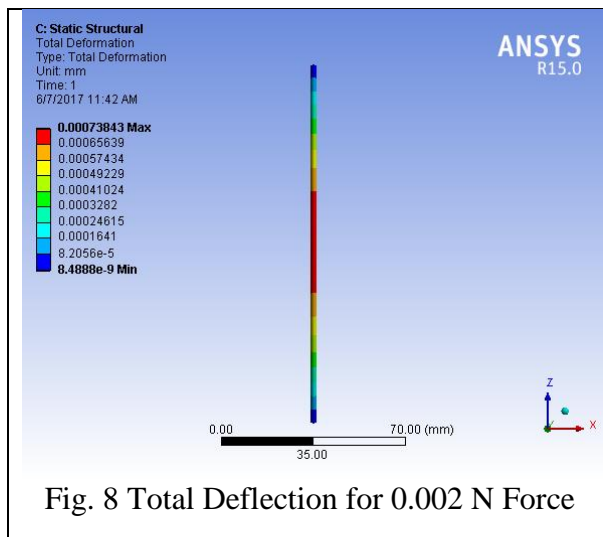 C: Static Structural
Total Deformation
Type: Total Deformation
Unit: mm
Time: 1
6/7/2017 11:42 AM
ANSYS
R15.0
0.00073843 Max
0.00065639
0.00057434
0.00049229
0.00041024
0.0003282
0.00024615
0.0001641
8.2056e-5
8.4888e-9 Min
0.00
70.00 (mm)
35.00
Z
Y
X
Fig. 8 Total Deflection for 0.002 N Force